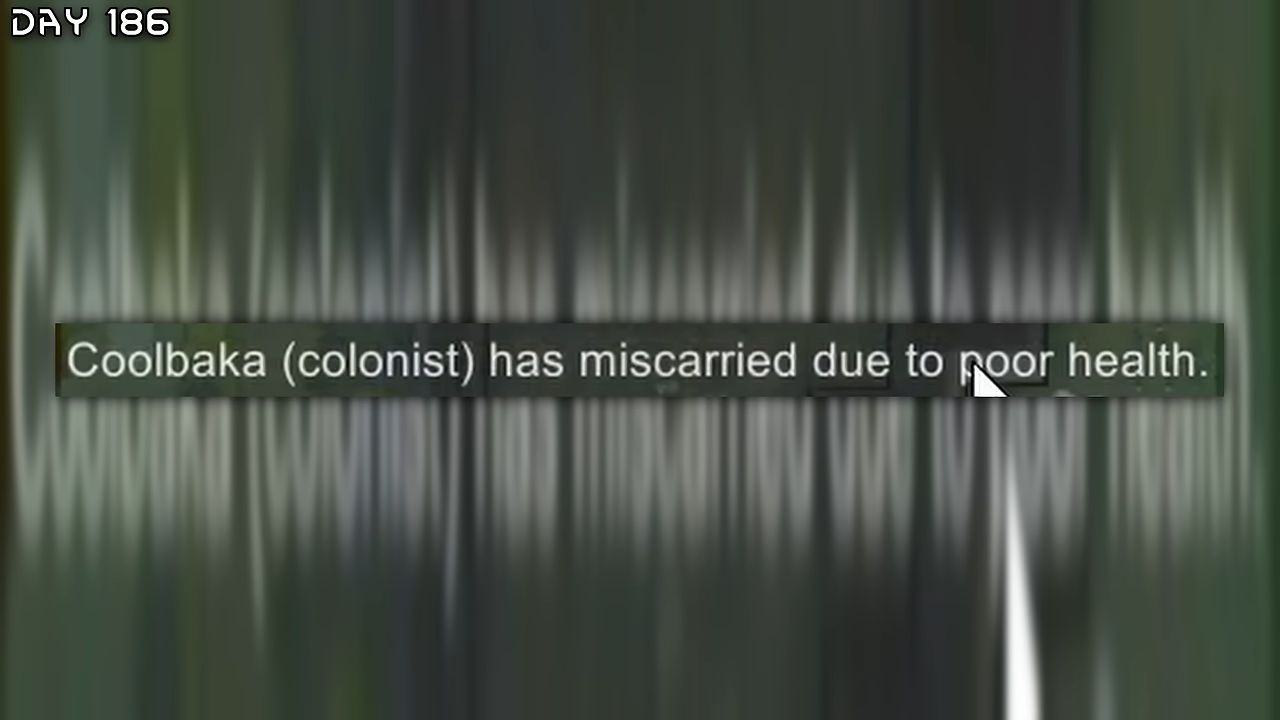 DAY 186
Coolbaka (colonist) has miscarried due to poor health.